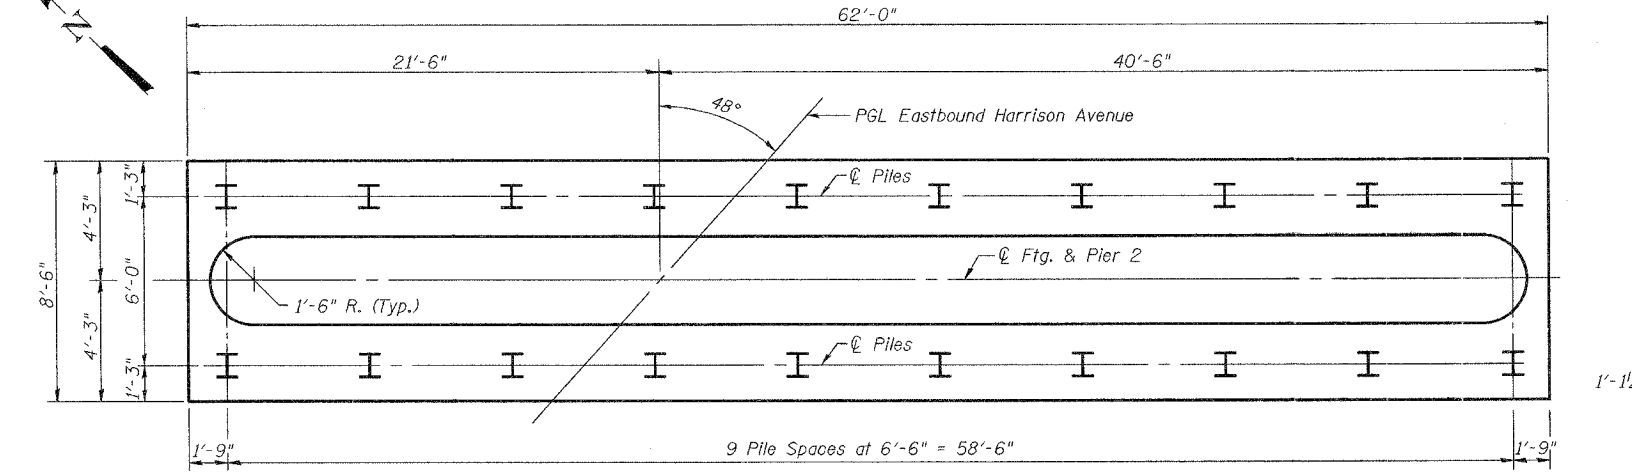 N
62'-0"
21'-6"
40'-6"
48°
PGL Eastbound Harrison Avenue
1'-3"
4'-3"
℄ Piles
8'-6"
6'-0"
℄ Ftg. & Pier 2
1'-6" R. (Typ.)
4'-3"
℄ Piles
1'-3"
1'-9"
9 Pile Spaces at 6'-6" = 58'-6"
1'-9"